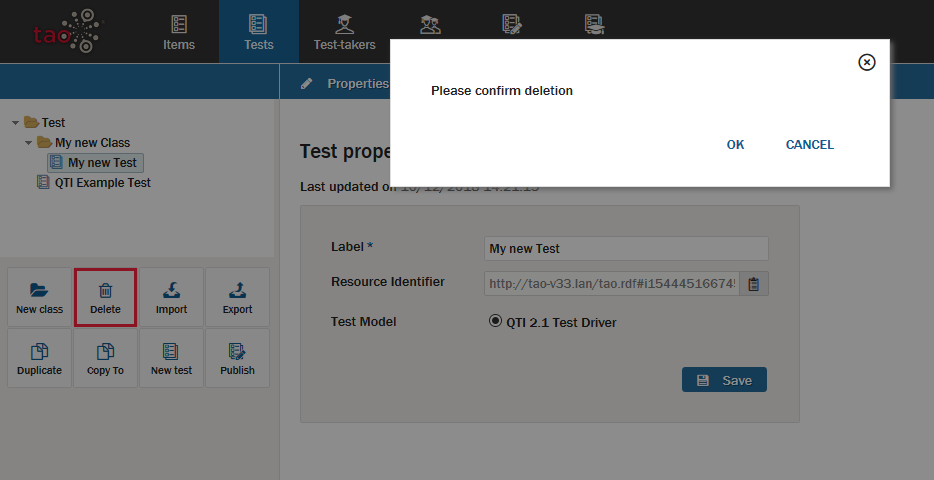 tao
Items
Tests
Test-takers
Please confirm deletion
OK
CANCEL
Properties
Test
My new Class
My new Test
QTI Example Test
Test prope
Last updated on
Label *
My new Test
Resource Identifier
http://tao-v33.lan/tao.rdf#i154445166745
Test Model
QTI 2.1 Test Driver
Save
New class
Delete
Import
Export
Duplicate
Copy To
New test
Publish